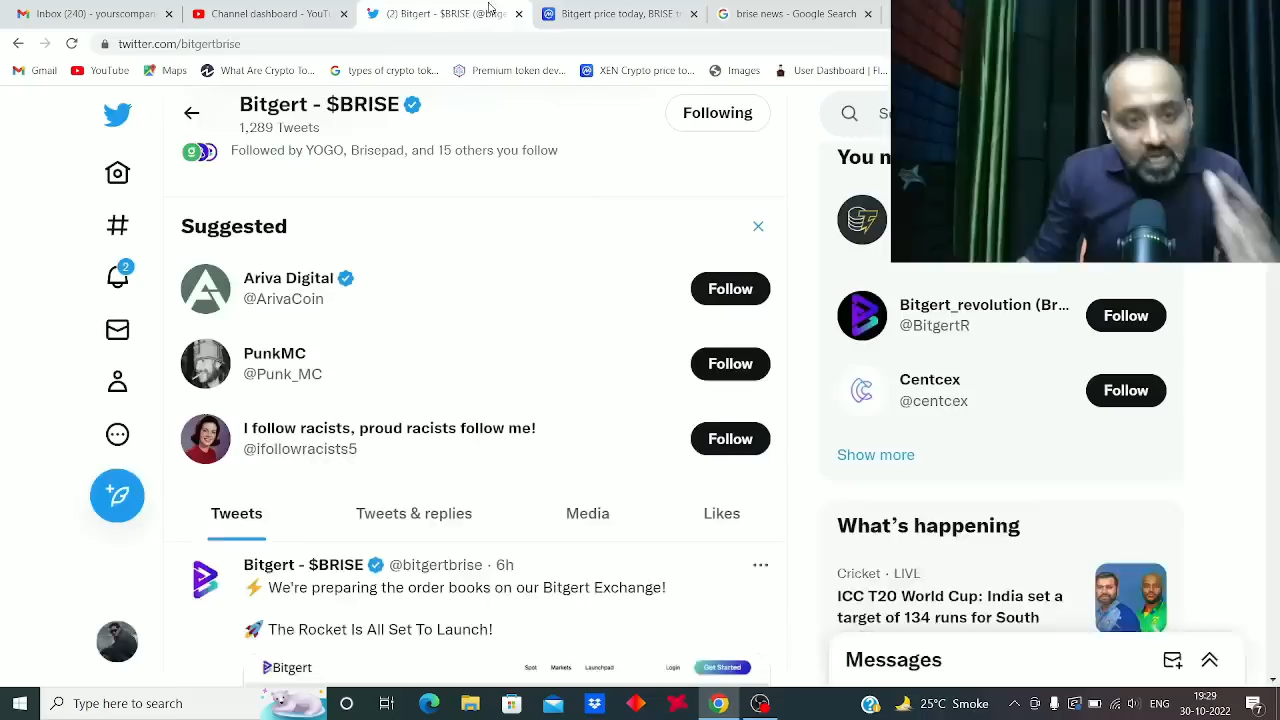 Inbox (240) - yourscompan
Dashboard - YouTu
(2) Bitgert - $BRISE (@bitge
Bitgert price today, BRISE t
brise news - Google Search
twitter.com/bitgertbrise
Gmail
YouTube
Maps
What Are Crypto To...
types of crypto tok...
Premium token dev...
XEN Crypto price to...
Images
User Dashboard | Fl...
Bitgert - $BRISE
1,289 Tweets
Following
Followed by YOGO, Brisepad, and 15 others you follow
Suggested
Ariva Digital
@ArivaCoin
Follow
PunkMC
@Punk_MC
Follow
I follow racists, proud racists follow me!
@ifollowracists5
Follow
Tweets
Tweets & replies
Media
Likes
Bitgert - $BRISE @bitgertbrise · 6h
⚡ We're preparing the order books on our Bitgert Exchange!
🚀 The Rocket Is All Set To Launch!
Bitgert
Spot
Markets
Launchpad
Login
Get Started
2
You m
Bitgert_revolution (Br...
@BitgertR
Follow
Centcex
@centcex
Follow
Show more
What's happening
Cricket · LIVE
ICC T20 World Cup: India set a
target of 134 runs for South
Messages
Type here to search
25°C Smoke
19:29
30-10-2022